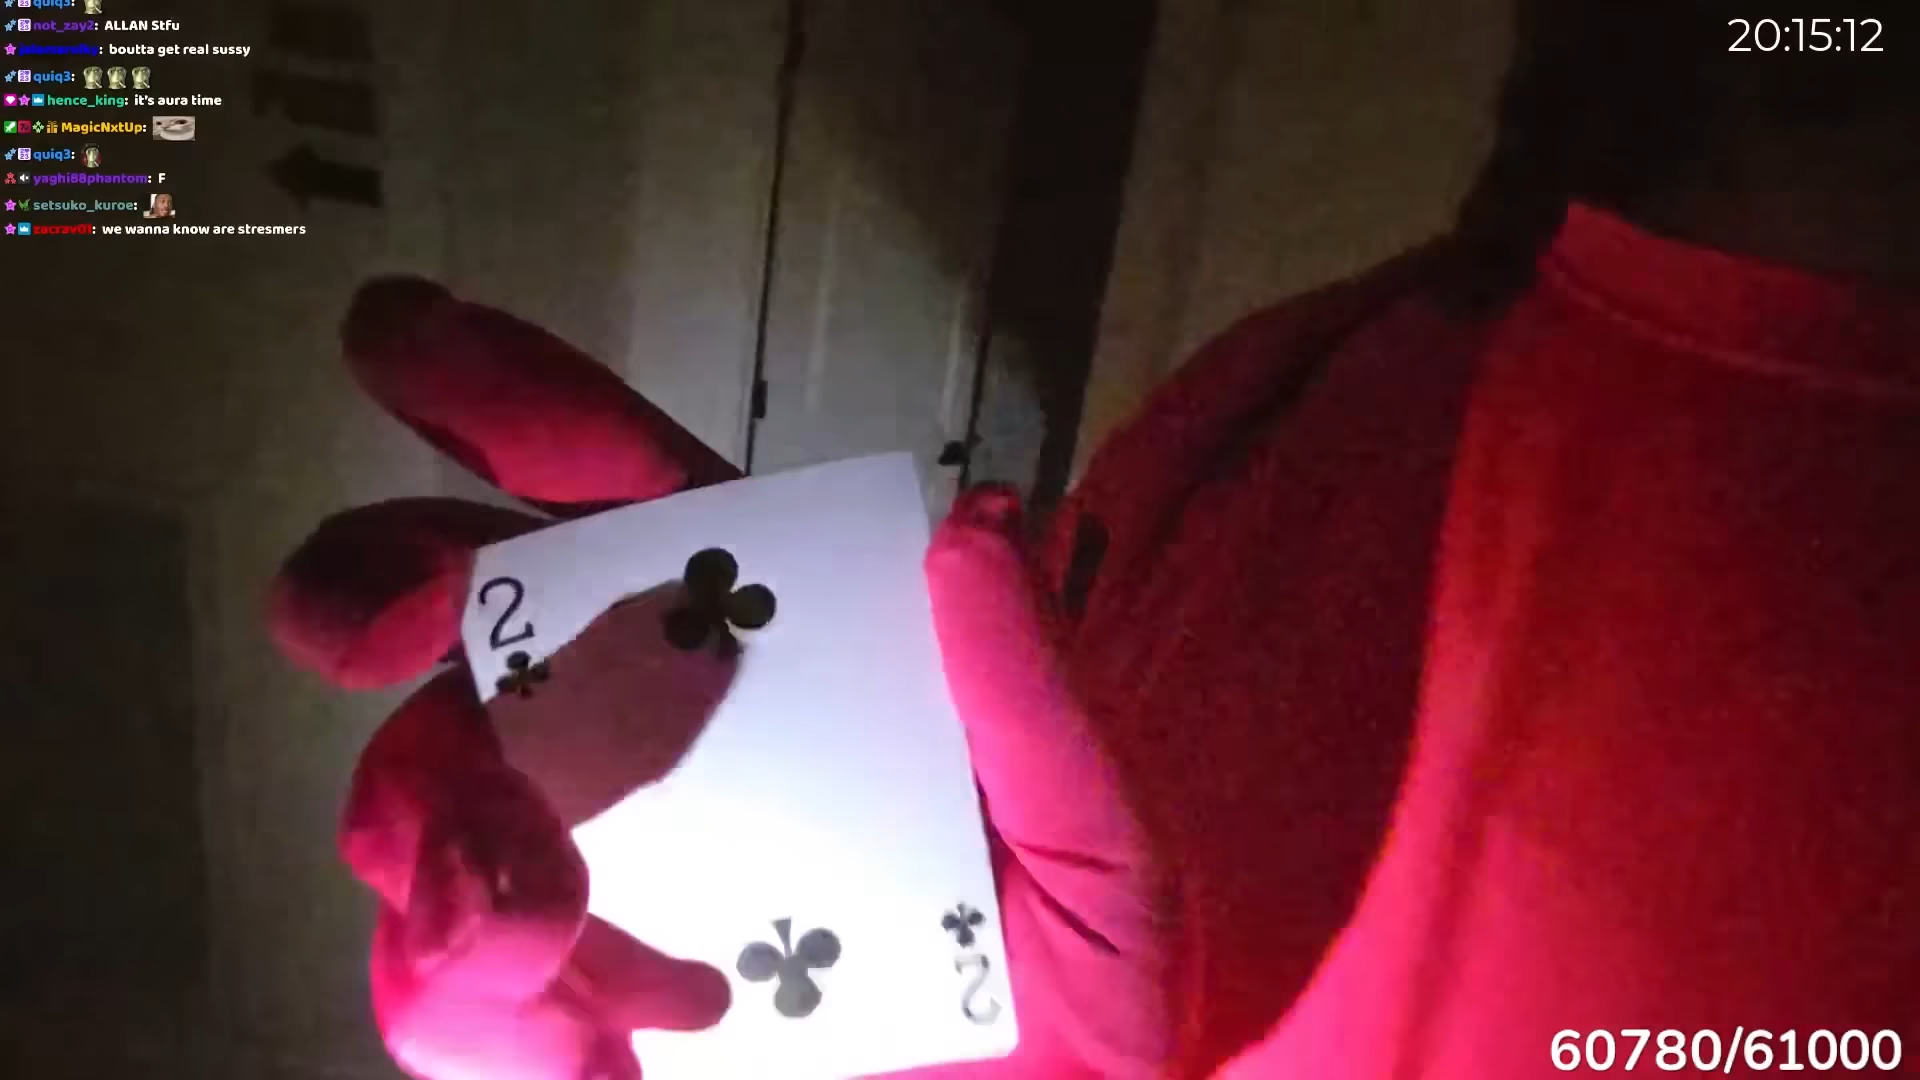 quiq3:
not_zay2: ALLAN Stfu
: boutta get real sussy
quiq3:
hence_king: it's aura time
MagicNxtUp:
quiq3:
yaghi88phantom: F
setsuko_kuroe:
zacrav01: we wanna know are stresmers
20:15:12
2
2
60780/61000